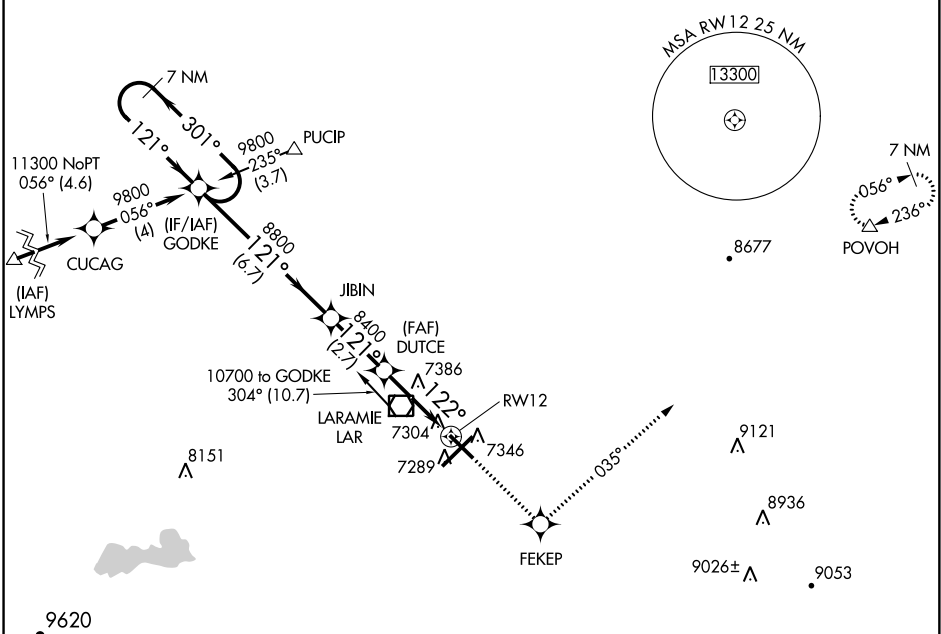 MSA RW12 25 NM
13300
7 NM
121°
301°
9800
235°
(3.7)
PUCIP
11300 NoPT
056° (4.6)
9800
056°
(4)
(IF/IAF)
GODKE
CUCAG
(IAF)
LYMPS
7 NM
056°
236°
POVOH
8677
8800
121°
(6.7)
JIBIN
8400
121°
(2.7)
(FAF)
DUTCE
7386
10700 to GODKE
304° (10.7)
122°
RW12
LARAMIE
LAR
7304
7346
7289
8151
035°
9121
8936
FEKEP
9026±
9053
9620